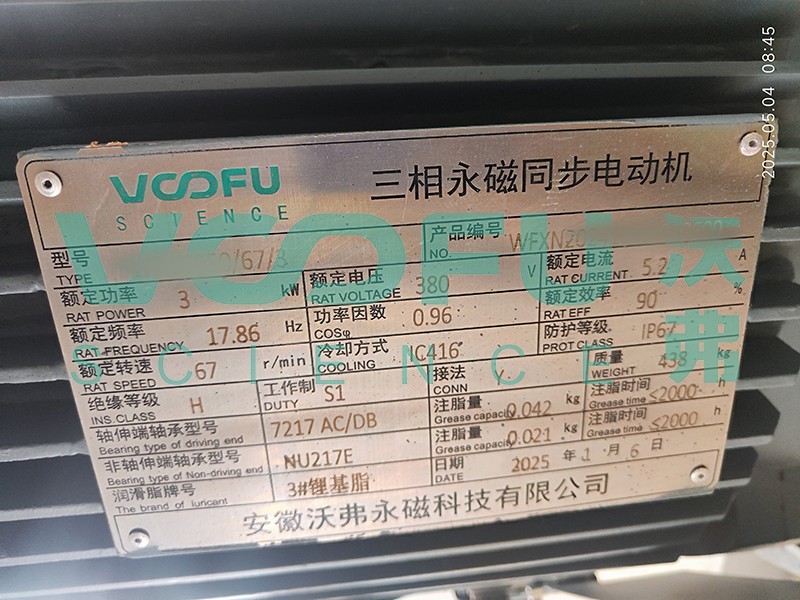 2025.05.04 08:45
VOOFU
SCIENCE
三相永磁同步电动机
型号 TYPE 0/67/8 产品编号 NO. WFXN20
额定功率 RAT POWER 3 kW 额定电压 RAT VOLTAGE 380 V 额定电流 RAT CURRENT 5.2 A
额定频率 RAT FREQUENCY 17.86 Hz 功率因数 COSφ 0.96 额定效率 RAT EFF 90 %
额定转速 RAT SPEED 67 r/min 冷却方式 COOLING IC416 防护等级 PROT CLASS IP67
绝缘等级 INS.CLASS H 工作制 DUTY S1 接法 CONN Y 质量 WEIGHT 438 kg
轴伸端轴承型号 Bearing type of driving end 7217 AC/DB 注脂量 Grease capacity 0.042 kg 注脂时间 Grease time ≤2000 h
非轴伸端轴承型号 Bearing type of Non-driving end NU217E 注脂量 Grease capacity 0.021 kg 注脂时间 Grease time ≤2000 h
润滑脂牌号 The brand of luricant 3#锂基脂 日期 DATE 2025 年 1 月 6 日
安徽沃弗永磁科技有限公司
VOOFU 沃弗
SCIENCE